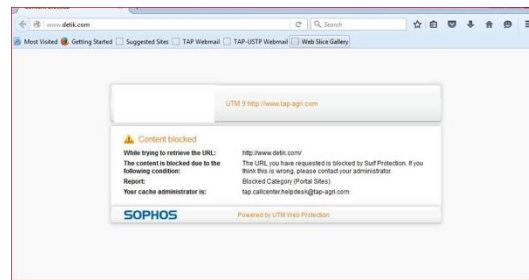 www.detik.com
Search
Most Visited Getting Started Suggested Sites TAP Webmail TAP-USTP Webmail Web Slice Gallery
UTM 9 http://www.tap-agri.com
Content blocked
While trying to retrieve the URL: http://www.detik.com/
The content is blocked due to the following condition: The URL you have requested is blocked by Surf Protection. If you think this is wrong, please contact your administrator.
Report: Blocked Category (Portal Sites)
Your cache administrator is: tap.callcenter.helpdesk@tap-agri.com
SOPHOS Powered by UTM Web Protection